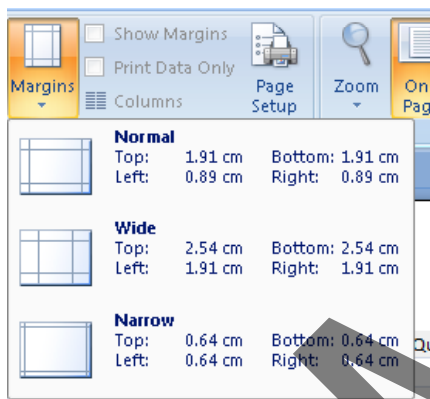 Show Margins
Print Data Only
Columns
Margins
Page
Setup
Zoom
On
Pag
Normal
Top: 1.91 cm Bottom: 1.91 cm
Left: 0.89 cm Right: 0.89 cm
Wide
Top: 2.54 cm Bottom: 2.54 cm
Left: 1.91 cm Right: 1.91 cm
Narrow
Top: 0.64 cm Bottom: 0.64 cm
Left: 0.64 cm Right: 0.64 cm
Qu